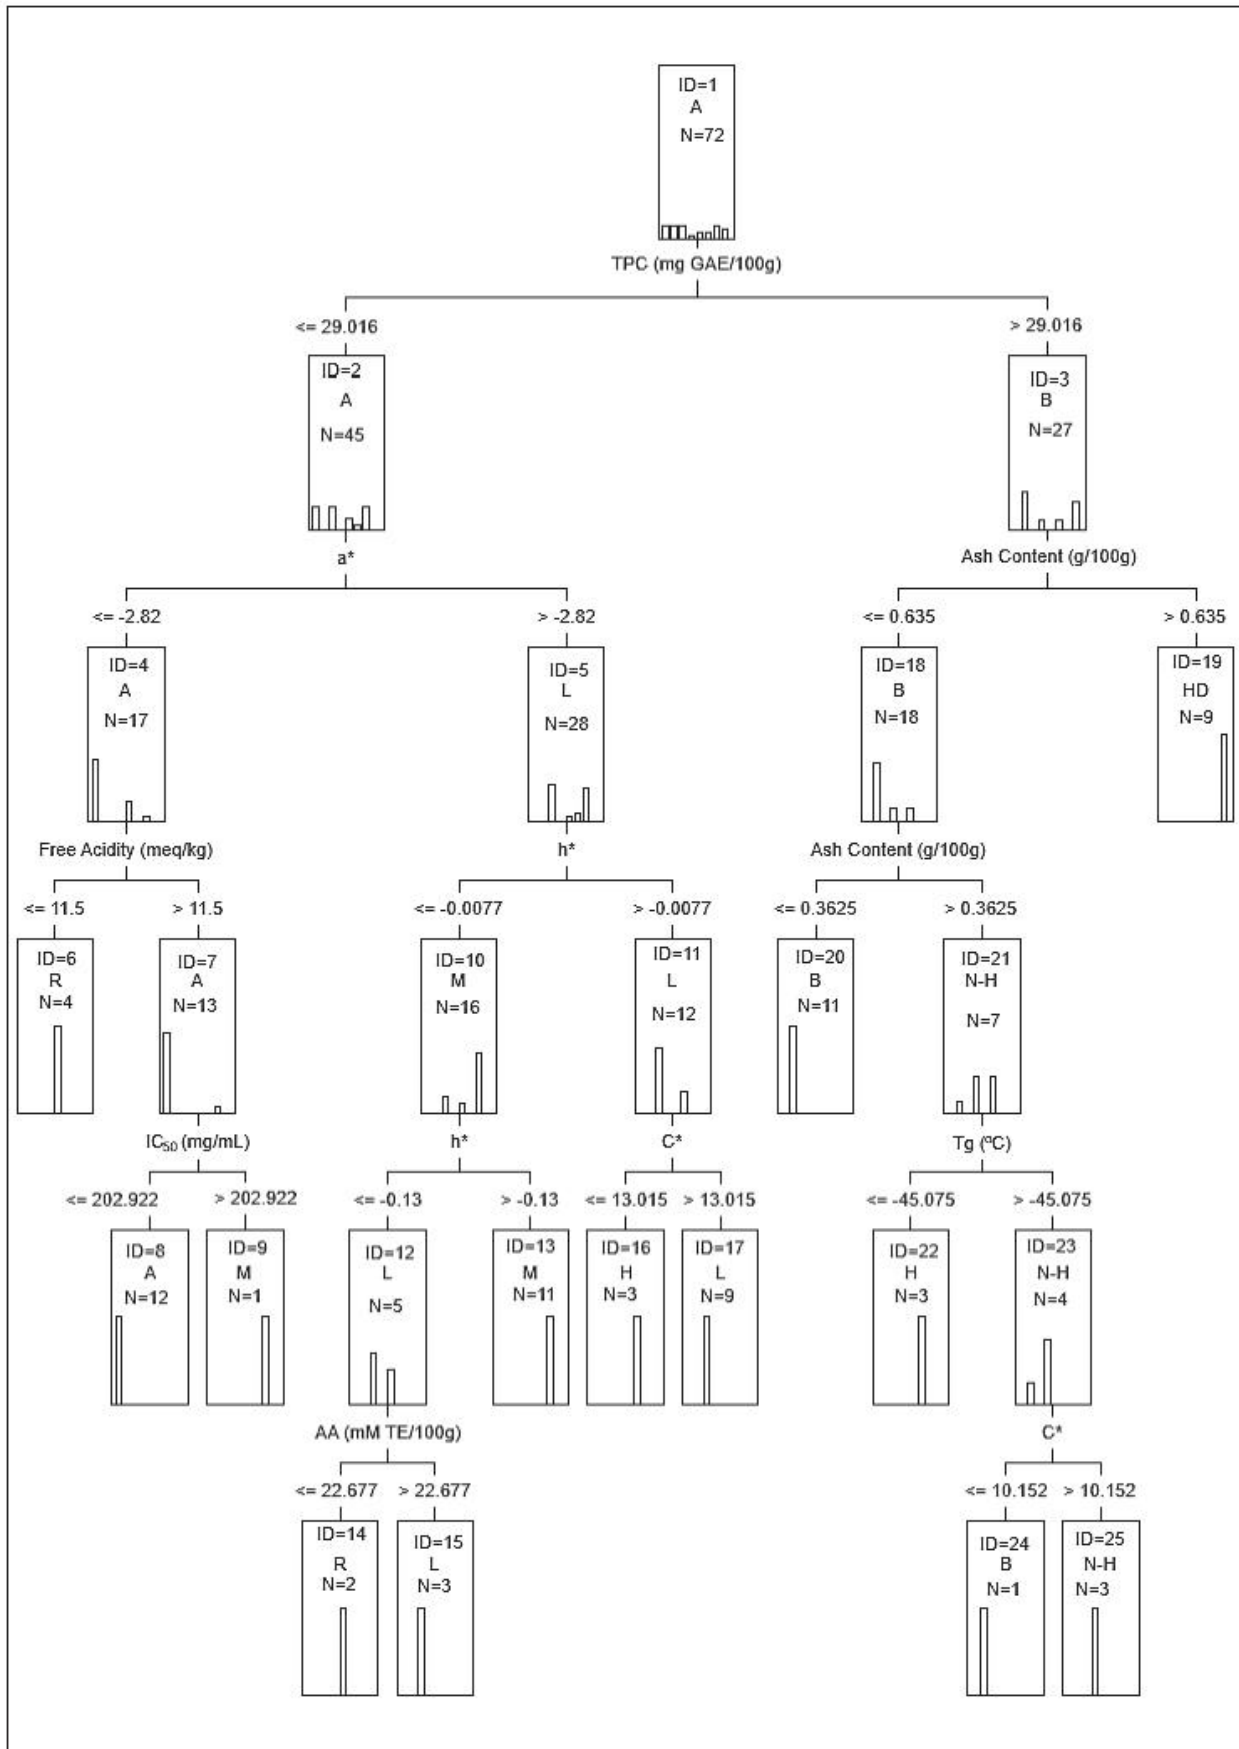 ID=1
A
N=72
TPC (mg GAE/100g)
<= 29.016
> 29.016
ID=2
A
N=45
ID=3
B
N=27
a*
Ash Content (g/100g)
<= -2.82
> -2.82
<= 0.635
> 0.635
ID=4
A
N=17
ID=5
L
N=28
ID=18
B
N=18
ID=19
HD
N=9
Free Acidity (meq/kg)
h*
Ash Content (g/100g)
<= 11.5
> 11.5
<= -0.0077
> -0.0077
<= 0.3625
> 0.3625
ID=6
R
N=4
ID=7
A
N=13
ID=10
M
N=16
ID=11
L
N=12
ID=20
B
N=11
ID=21
N-H
N=7
IC₅₀ (mg/mL)
h*
C*
Tg (ºC)
<= 202.922
> 202.922
<= -0.13
> -0.13
<= 13.015
> 13.015
<= -45.075
> -45.075
ID=8
A
N=12
ID=9
M
N=1
ID=12
L
N=5
ID=13
M
N=11
ID=16
H
N=3
ID=17
L
N=9
ID=22
H
N=3
ID=23
N-H
N=4
AA (mM TE/100g)
C*
<= 22.677
> 22.677
<= 10.152
> 10.152
ID=14
R
N=2
ID=15
L
N=3
ID=24
B
N=1
ID=25
N-H
N=3